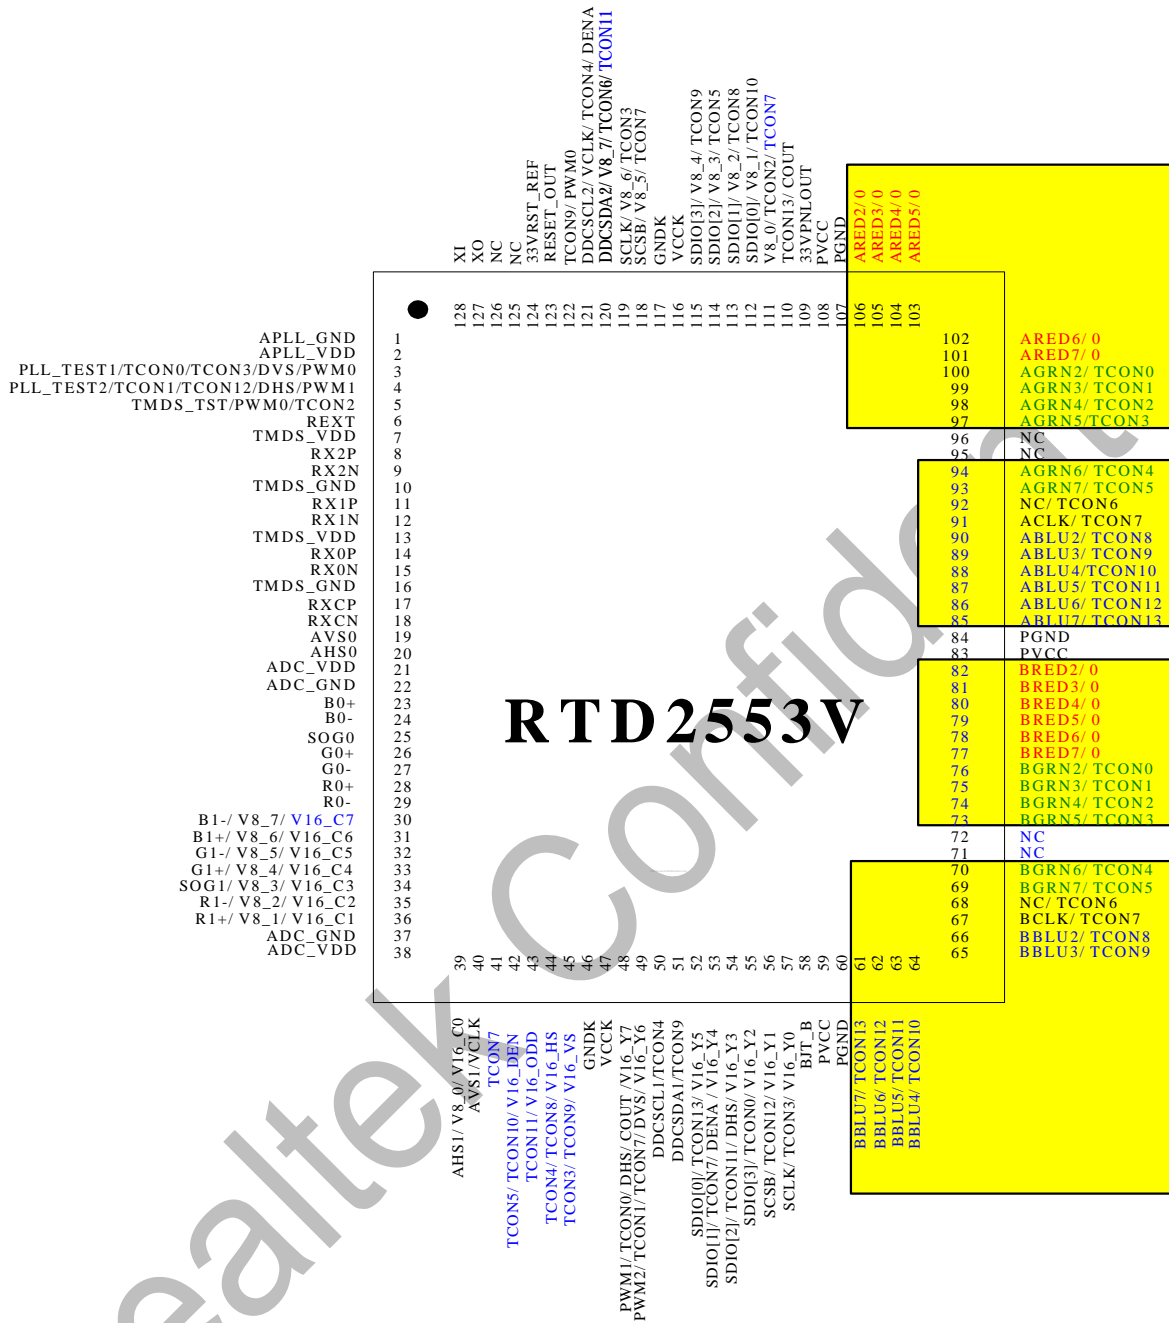 DDCSCL2/ VCLK/ TCON4/ DENA
DDCSDA2/ V8_7/ TCON6/ TCON11
XI
XO
NC
NC
33VRST_REF
RESET_OUT
TCON9/ PWM0
SCLK/ V8_6/ TCON3
SCSB/ V8_5/ TCON7
GNDK
VCCK
SDIO[3]/ V8_4/ TCON9
SDIO[2]/ V8_3/ TCON5
SDIO[1]/ V8_2/ TCON8
SDIO[0]/ V8_1/ TCON10
V8_0/ TCON2/ TCON7
TCON13/ COUT
33VPNLOUT
PVCC
PGND
ARED2/ 0
ARED3/ 0
ARED4/ 0
ARED5/ 0
128 127 126 125 124 123 122 121 120 119 118 117 116 115 114 113 112 111 110 109 108 107 106 105 104 103
APLL_GND 1
APLL_VDD 2
PLL_TEST1/TCON0/TCON3/DVS/PWM0 3
PLL_TEST2/TCON1/TCON12/DHS/PWM1 4
TMDS_TST/PWM0/TCON2 5
REXT 6
TMDS_VDD 7
RX2P 8
RX2N 9
TMDS_GND 10
RX1P 11
RX1N 12
TMDS_VDD 13
RX0P 14
RX0N 15
TMDS_GND 16
RXCP 17
RXCN 18
AVS0 19
AHS0 20
ADC_VDD 21
ADC_GND 22
B0+ 23
B0- 24
SOG0 25
G0+ 26
G0- 27
R0+ 28
R0- 29
B1-/ V8_7/ V16_C7 30
B1+/ V8_6/ V16_C6 31
G1-/ V8_5/ V16_C5 32
G1+/ V8_4/ V16_C4 33
SOG1/ V8_3/ V16_C3 34
R1-/ V8_2/ V16_C2 35
R1+/ V8_1/ V16_C1 36
ADC_GND 37
ADC_VDD 38
RTD2553V
102 ARED6/ 0
101 ARED7/ 0
100 AGRN2/ TCON0
99 AGRN3/ TCON1
98 AGRN4/ TCON2
97 AGRN5/TCON3
96 NC
95 NC
94 AGRN6/ TCON4
93 AGRN7/ TCON5
92 NC/ TCON6
91 ACLK/ TCON7
90 ABLU2/ TCON8
89 ABLU3/ TCON9
88 ABLU4/TCON10
87 ABLU5/ TCON11
86 ABLU6/ TCON12
85 ABLU7/ TCON13
84 PGND
83 PVCC
82 BRED2/ 0
81 BRED3/ 0
80 BRED4/ 0
79 BRED5/ 0
78 BRED6/ 0
77 BRED7/ 0
76 BGRN2/ TCON0
75 BGRN3/ TCON1
74 BGRN4/ TCON2
73 BGRN5/ TCON3
72 NC
71 NC
70 BGRN6/ TCON4
69 BGRN7/ TCON5
68 NC/ TCON6
67 BCLK/ TCON7
66 BBLU2/ TCON8
65 BBLU3/ TCON9
39 40 41 42 43 44 45 46 47 48 49 50 51 52 53 54 55 56 57 58 59 60 61 62 63 64
AHS1/ V8_0/ V16_C0
AVS1/VCLK
TCON7
TCON5/ TCON10/ V16_DEN
TCON11/ V16_ODD
TCON4/ TCON8/ V16_HS
TCON3/ TCON9/ V16_VS
GNDK
VCCK
PWM1/ TCON0/ DHS/ COUT /V16_Y7
PWM2/ TCON1/ TCON7/ DVS/ V16_Y6
DDCSCL1/TCON4
DDCSDA1/TCON9
SDIO[0]/ TCON13/ V16_Y5
SDIO[1]/ TCON7/ DENA / V16_Y4
SDIO[2]/ TCON11/ DHS/ V16_Y3
SDIO[3]/ TCON0/ V16_Y2
SCSB/ TCON12/ V16_Y1
SCLK/ TCON3/ V16_Y0
BJT_B
PVCC
PGND
BBLU7/ TCON13
BBLU6/ TCON12
BBLU5/ TCON11
BBLU4/ TCON10
ealtek Confident